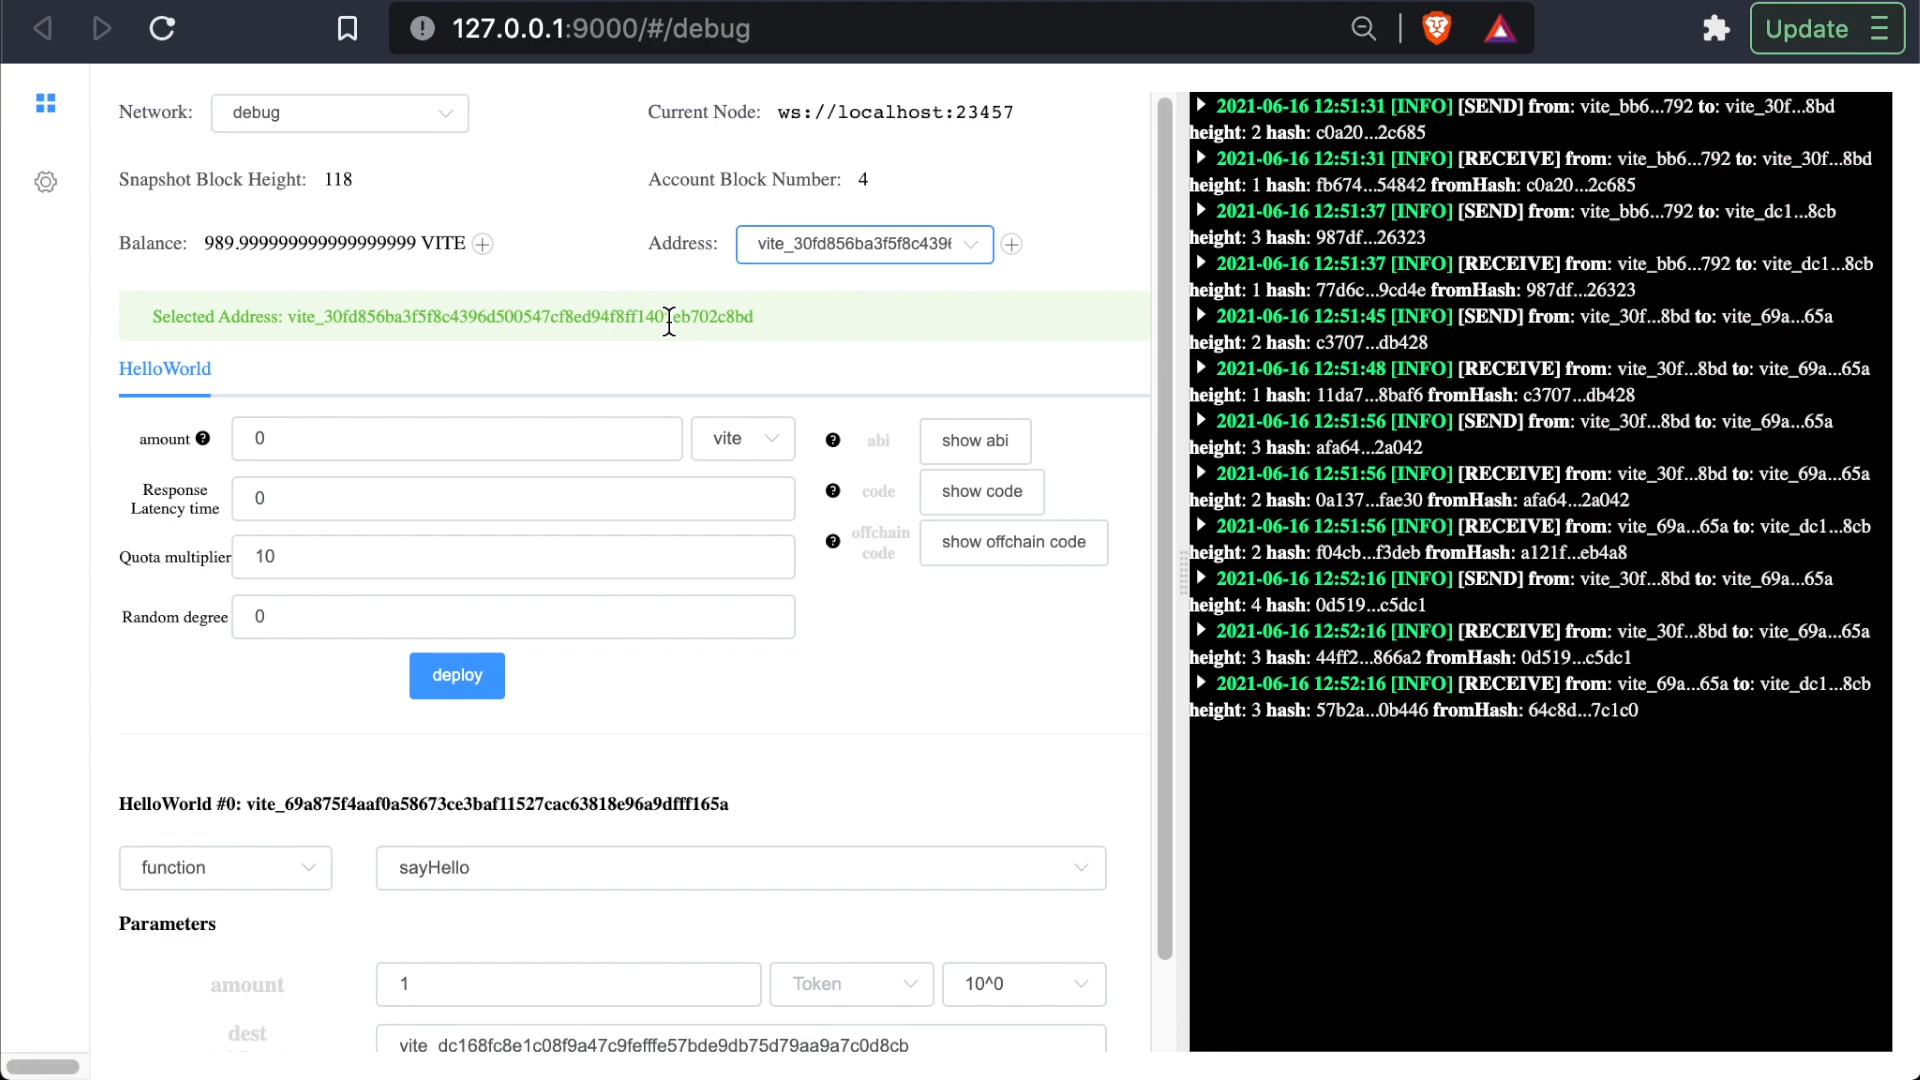 127.0.0.1:9000/#/debug
Update
Network:
debug
Current Node: ws://localhost:23457
Snapshot Block Height: 118
Account Block Number: 4
Balance: 989.999999999999999999 VITE
Address:
vite_30fd856ba3f5f8c439
Selected Address:
HelloWorld
amount
0
vite
abi
show abi
Response
Latency time
0
code
show code
offchain
code
show offchain code
Quota multiplier
10
Random degree
0
deploy
HelloWorld #0: vite_69a875f4aaf0a58673ce3baf11527cac63818e96a9dfff165a
function
sayHello
Parameters
amount
1
Token
10^0
dest
vite_dc168fc8e1c08f9a47c9fefffe57bde9db75d79aa9a7c0d8cb
2021-06-16 12:51:31 [INFO] [SEND] from: vite_bb6...792 to: vite_30f...8bd
height: 2 hash: c0a20...2c685
2021-06-16 12:51:31 [INFO] [RECEIVE] from: vite_bb6...792 to: vite_30f...8bd
height: 1 hash: fb674...54842 fromHash: c0a20...2c685
2021-06-16 12:51:37 [INFO] [SEND] from: vite_bb6...792 to: vite_dc1...8cb
height: 3 hash: 987df...26323
2021-06-16 12:51:37 [INFO] [RECEIVE] from: vite_bb6...792 to: vite_dc1...8cb
height: 1 hash: 77d6c...9cd4e fromHash: 987df...26323
2021-06-16 12:51:45 [INFO] [SEND] from: vite_30f...8bd to: vite_69a...65a
height: 2 hash: c3707...db428
2021-06-16 12:51:48 [INFO] [RECEIVE] from: vite_30f...8bd to: vite_69a...65a
height: 1 hash: 11da7...8baf6 fromHash: c3707...db428
2021-06-16 12:51:56 [INFO] [SEND] from: vite_30f...8bd to: vite_69a...65a
height: 3 hash: afa64...2a042
2021-06-16 12:51:56 [INFO] [RECEIVE] from: vite_30f...8bd to: vite_69a...65a
height: 2 hash: 0a137...fae30 fromHash: afa64...2a042
2021-06-16 12:51:56 [INFO] [RECEIVE] from: vite_69a...65a to: vite_dc1...8cb
height: 2 hash: f04cb...f3deb fromHash: a121f...eb4a8
2021-06-16 12:52:16 [INFO] [SEND] from: vite_30f...8bd to: vite_69a...65a
height: 4 hash: 0d519...c5dc1
2021-06-16 12:52:16 [INFO] [RECEIVE] from: vite_30f...8bd to: vite_69a...65a
height: 3 hash: 44ff2...866a2 fromHash: 0d519...c5dc1
2021-06-16 12:52:16 [INFO] [RECEIVE] from: vite_69a...65a to: vite_dc1...8cb
height: 3 hash: 57b2a...0b446 fromHash: 64c8d...7c1c0